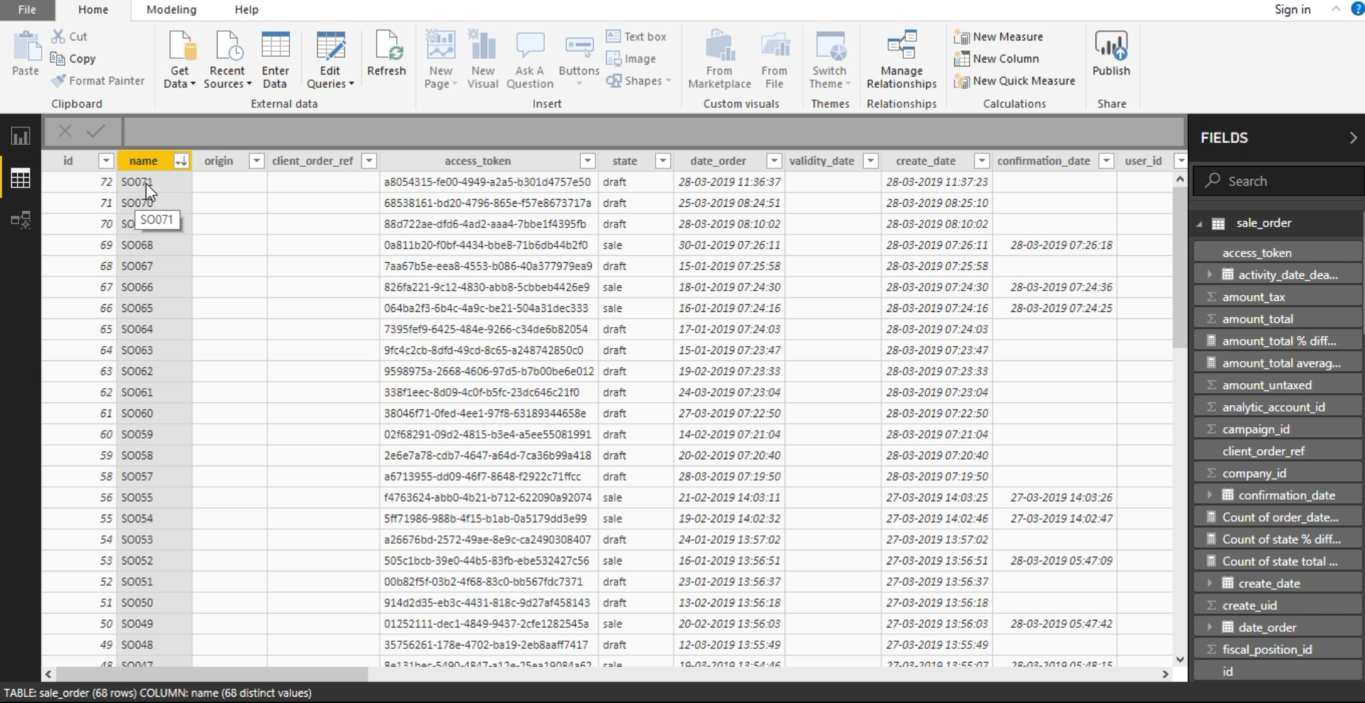 File Home Modeling Help Sign in
Paste
Cut
Copy
Format Painter
Clipboard
Get Data
Recent Sources
Enter Data
Edit Queries
Refresh
External data
New Page
New Visual
Ask A Question
Buttons
Text box
Image
Shapes
Insert
From Marketplace
From File
Custom visuals
Switch Theme
Themes
Manage Relationships
Relationships
New Measure
New Column
New Quick Measure
Calculations
Publish
Share
id name origin client_order_ref access_token state date_order validity_date create_date confirmation_date user_id
72 SO071 a8054315-fe00-4949-a2a5-b301d4757e50 draft 28-03-2019 11:36:37 28-03-2019 11:37:23
71 SO070 68538161-bd20-4796-865e-f57e8673717a draft 25-03-2019 08:24:51 28-03-2019 08:25:10
70 88d722ae-dfd6-4ad2-aaa4-7bbe1f4395fb draft 28-03-2019 08:10:02 28-03-2019 08:10:02
SO071
69 SO068 0a811b20-f0bf-4434-bbe8-71b6db44b2f0 sale 30-01-2019 07:26:11 28-03-2019 07:26:11 28-03-2019 07:26:18
68 SO067 7aa67b5e-eea8-4553-b086-40a377979ea9 draft 15-01-2019 07:25:58 28-03-2019 07:25:58
67 SO066 826fa221-9c12-4830-abb8-5cbbeb4426e9 sale 18-01-2019 07:24:30 28-03-2019 07:24:30 28-03-2019 07:24:36
66 SO065 064ba2f3-6b4c-4a9c-be21-504a31dec333 sale 16-01-2019 07:24:16 28-03-2019 07:24:16 28-03-2019 07:24:25
65 SO064 7395fef9-6425-484e-9266-c34de6b82054 draft 17-01-2019 07:24:03 28-03-2019 07:24:03
64 SO063 9fc4c2cb-8dfd-49cd-8c65-a248742850c0 draft 15-01-2019 07:23:47 28-03-2019 07:23:47
63 SO062 9598975a-2668-4606-97d5-b7b00be6e012 draft 19-02-2019 07:23:33 28-03-2019 07:23:33
62 SO061 338f1eec-8d09-4c0f-b5fc-23dc646c21f0 draft 24-03-2019 07:23:04 28-03-2019 07:23:04
61 SO060 38046f71-0fed-4ee1-97f8-63189344658e draft 27-03-2019 07:22:50 28-03-2019 07:22:50
60 SO059 02f68291-09d2-4815-b3e4-a5ee55081991 draft 14-02-2019 07:21:04 28-03-2019 07:21:04
59 SO058 2e6e7a78-cdb7-4647-a64d-7ca36b99a418 draft 20-02-2019 07:20:40 28-03-2019 07:20:40
58 SO057 a6713955-dd09-46f7-8648-f2922c71ffcc draft 28-03-2019 07:19:50 28-03-2019 07:19:50
56 SO055 f4763624-abb0-4b21-b712-622090a92074 sale 21-02-2019 14:03:11 27-03-2019 14:03:25 27-03-2019 14:03:26
55 SO054 5ff71986-988b-4f15-b1ab-0a5179dd3e99 sale 19-02-2019 14:02:32 27-03-2019 14:02:46 27-03-2019 14:02:47
54 SO053 a26676bd-2572-49ae-8e9c-ca2490308407 draft 24-01-2019 13:57:02 27-03-2019 13:57:02
53 SO052 505c1bcb-39e0-44b5-83fb-ebe532427c56 sale 16-01-2019 13:56:51 27-03-2019 13:56:51 28-03-2019 05:47:09
52 SO051 00b82f5f-03b2-4f68-83c0-bb567fdc7371 draft 23-01-2019 13:56:37 27-03-2019 13:56:37
51 SO050 914d2d35-eb3c-4431-818c-9d27af458143 draft 13-02-2019 13:56:18 27-03-2019 13:56:18
50 SO049 01252111-dec1-4849-9437-2cfe1282545a sale 20-02-2019 13:56:03 27-03-2019 13:56:03 28-03-2019 05:47:42
49 SO048 35756261-178e-4702-ba19-2eb8aaff7417 draft 12-03-2019 13:55:49 27-03-2019 13:55:49
48 SO047 8e131bec-5490-4847-a12e-25ea19084a62 sale 19-03-2019 13:54:46 27-03-2019 13:55:07 28-03-2019 05:48:15
FIELDS
Search
sale_order
access_token
activity_date_dea...
amount_tax
amount_total
amount_total % diff...
amount_total averag...
amount_untaxed
analytic_account_id
campaign_id
client_order_ref
company_id
confirmation_date
Count of order_date...
Count of state % diff...
Count of state total ...
create_date
create_uid
date_order
fiscal_position_id
id
TABLE: sale_order (68 rows) COLUMN: name (68 distinct values)